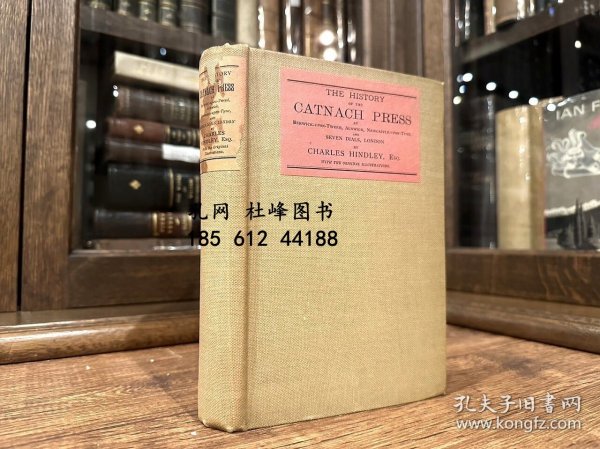 THE HISTORY
OF THE
CATNACH PRESS
AT
BERWICK-UPON-TWEED, ALNWICK, NEWCASTLE-UPON-TYNE,
AND
SEVEN DIALS, LONDON
BY
CHARLES HINDLEY, ESQ.
WITH THE ORIGINAL ILLUSTRATIONS.
PRESS
CHARLES
HINDLEY, ESQ.
孔网 杜峰图书
185 612 44188
IAN F
孔夫子旧书网
www.kongfz.com